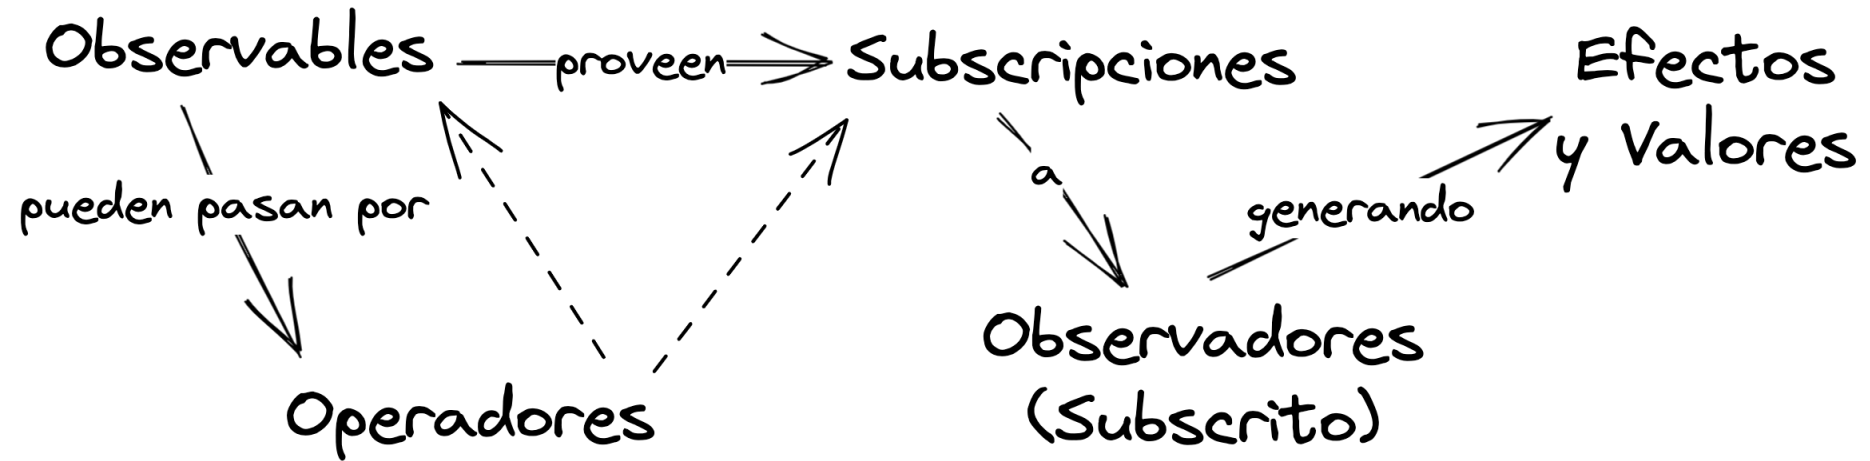 Observables
proveen
Subscripciones
Efectos
y Valores
pueden pasan por
a
generando
Operadores
Observadores
(Subscrito)